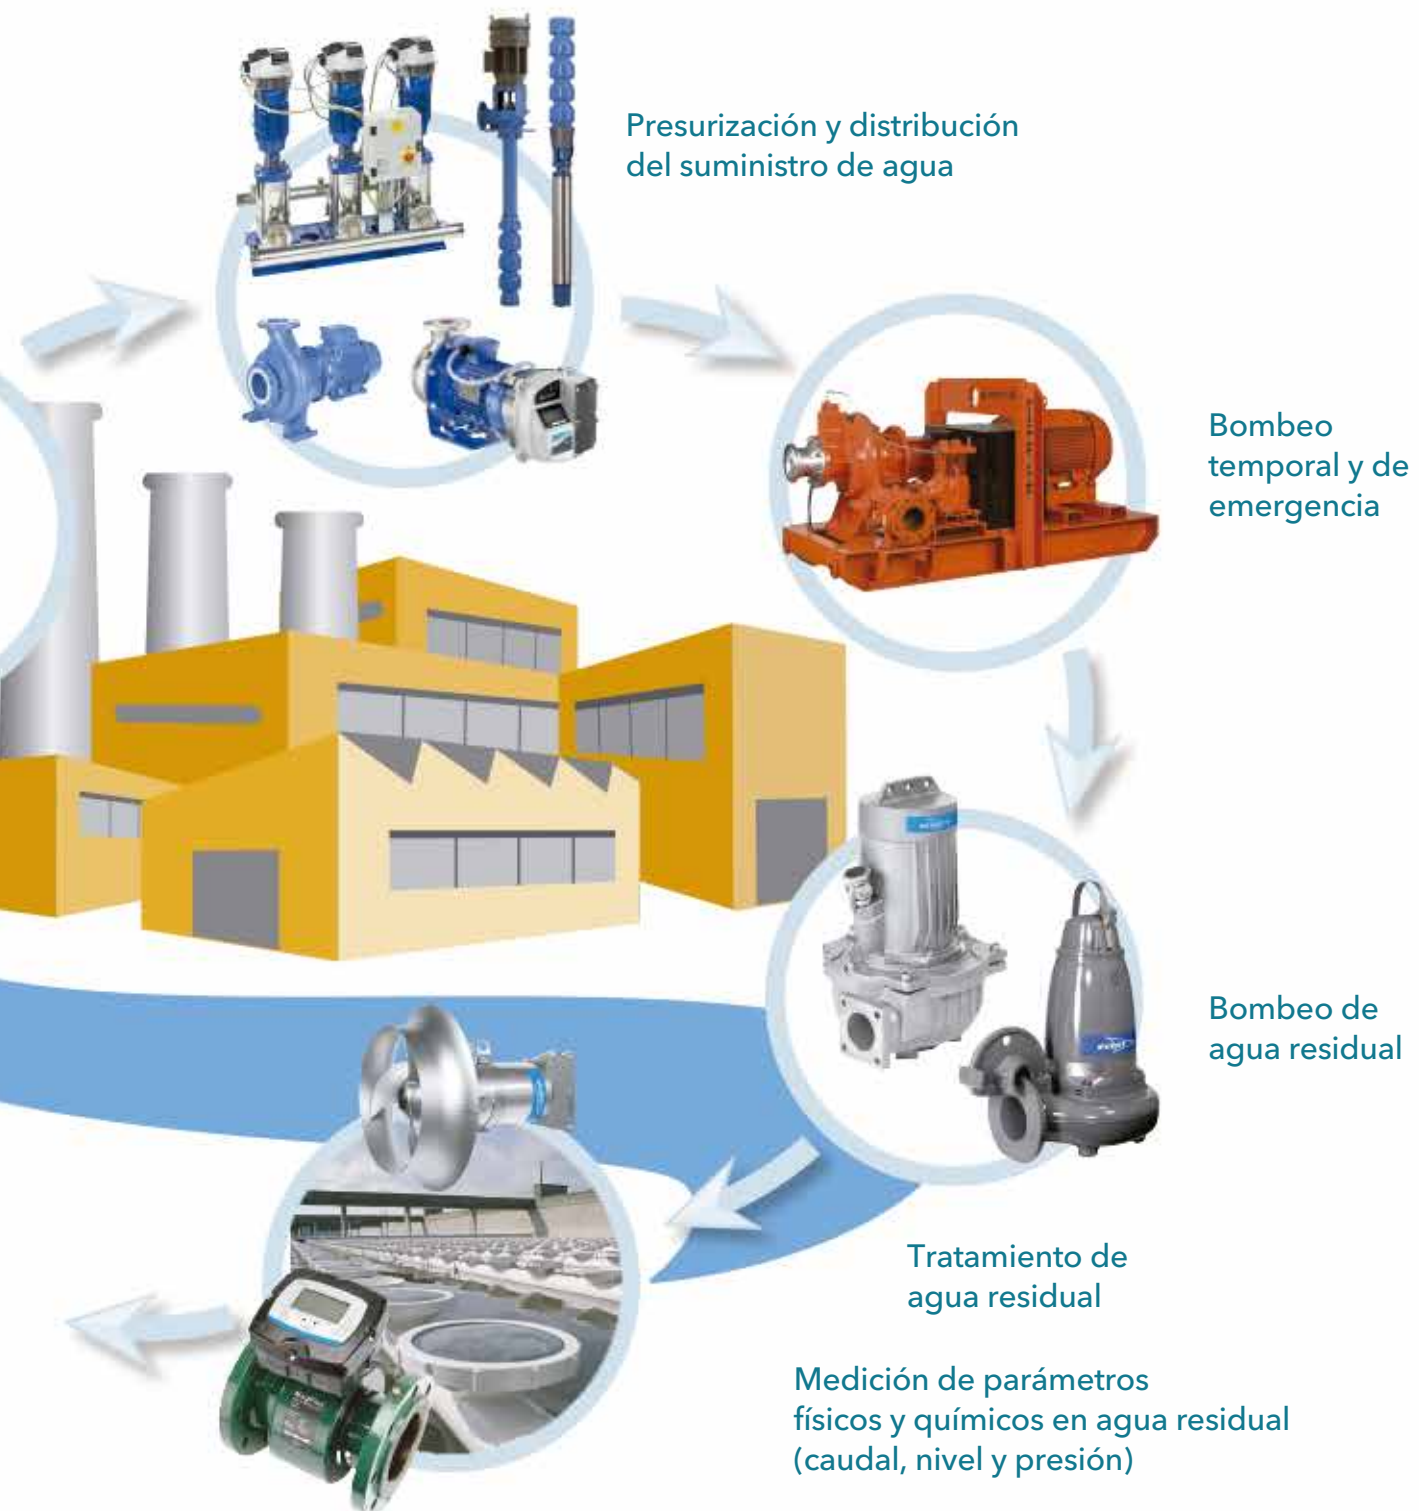 Presurización y distribución
del suministro de agua
Bombeo
temporal y de
emergencia
Bombeo de
agua residual
Tratamiento de
agua residual
Medición de parámetros
físicos y químicos en agua residual
(caudal, nivel y presión)